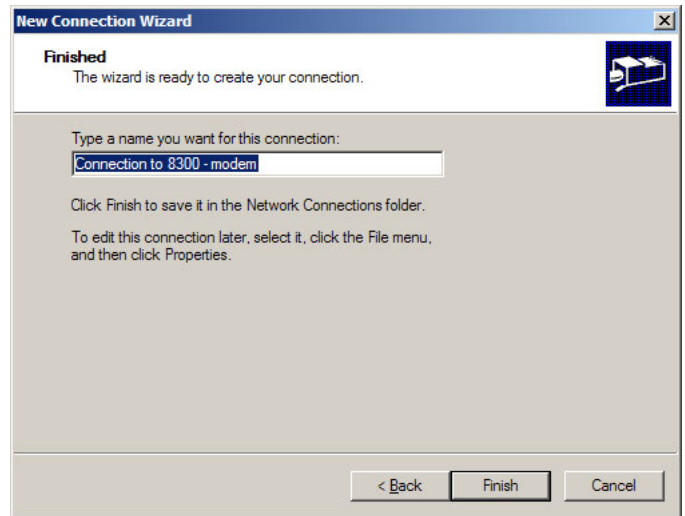 New Connection Wizard
Finished
The wizard is ready to create your connection.
Type a name you want for this connection:
Connection to 8300 - modem
Click Finish to save it in the Network Connections folder.
To edit this connection later, select it, click the File menu,
and then click Properties.
< Back
Finish
Cancel